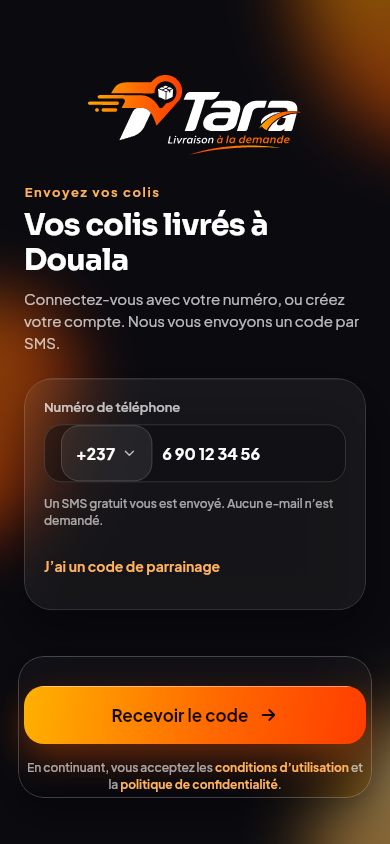 Tara
Livraison à la demande
Envoyez vos colis
Vos colis livrés à
Douala
Connectez-vous avec votre numéro, ou créez
votre compte. Nous vous envoyons un code par
SMS.
Numéro de téléphone
+237 6 90 12 34 56
Un SMS gratuit vous est envoyé. Aucun e-mail n’est
demandé.
J’ai un code de parrainage
Recevoir le code →
En continuant, vous acceptez les conditions d’utilisation et
la politique de confidentialité.